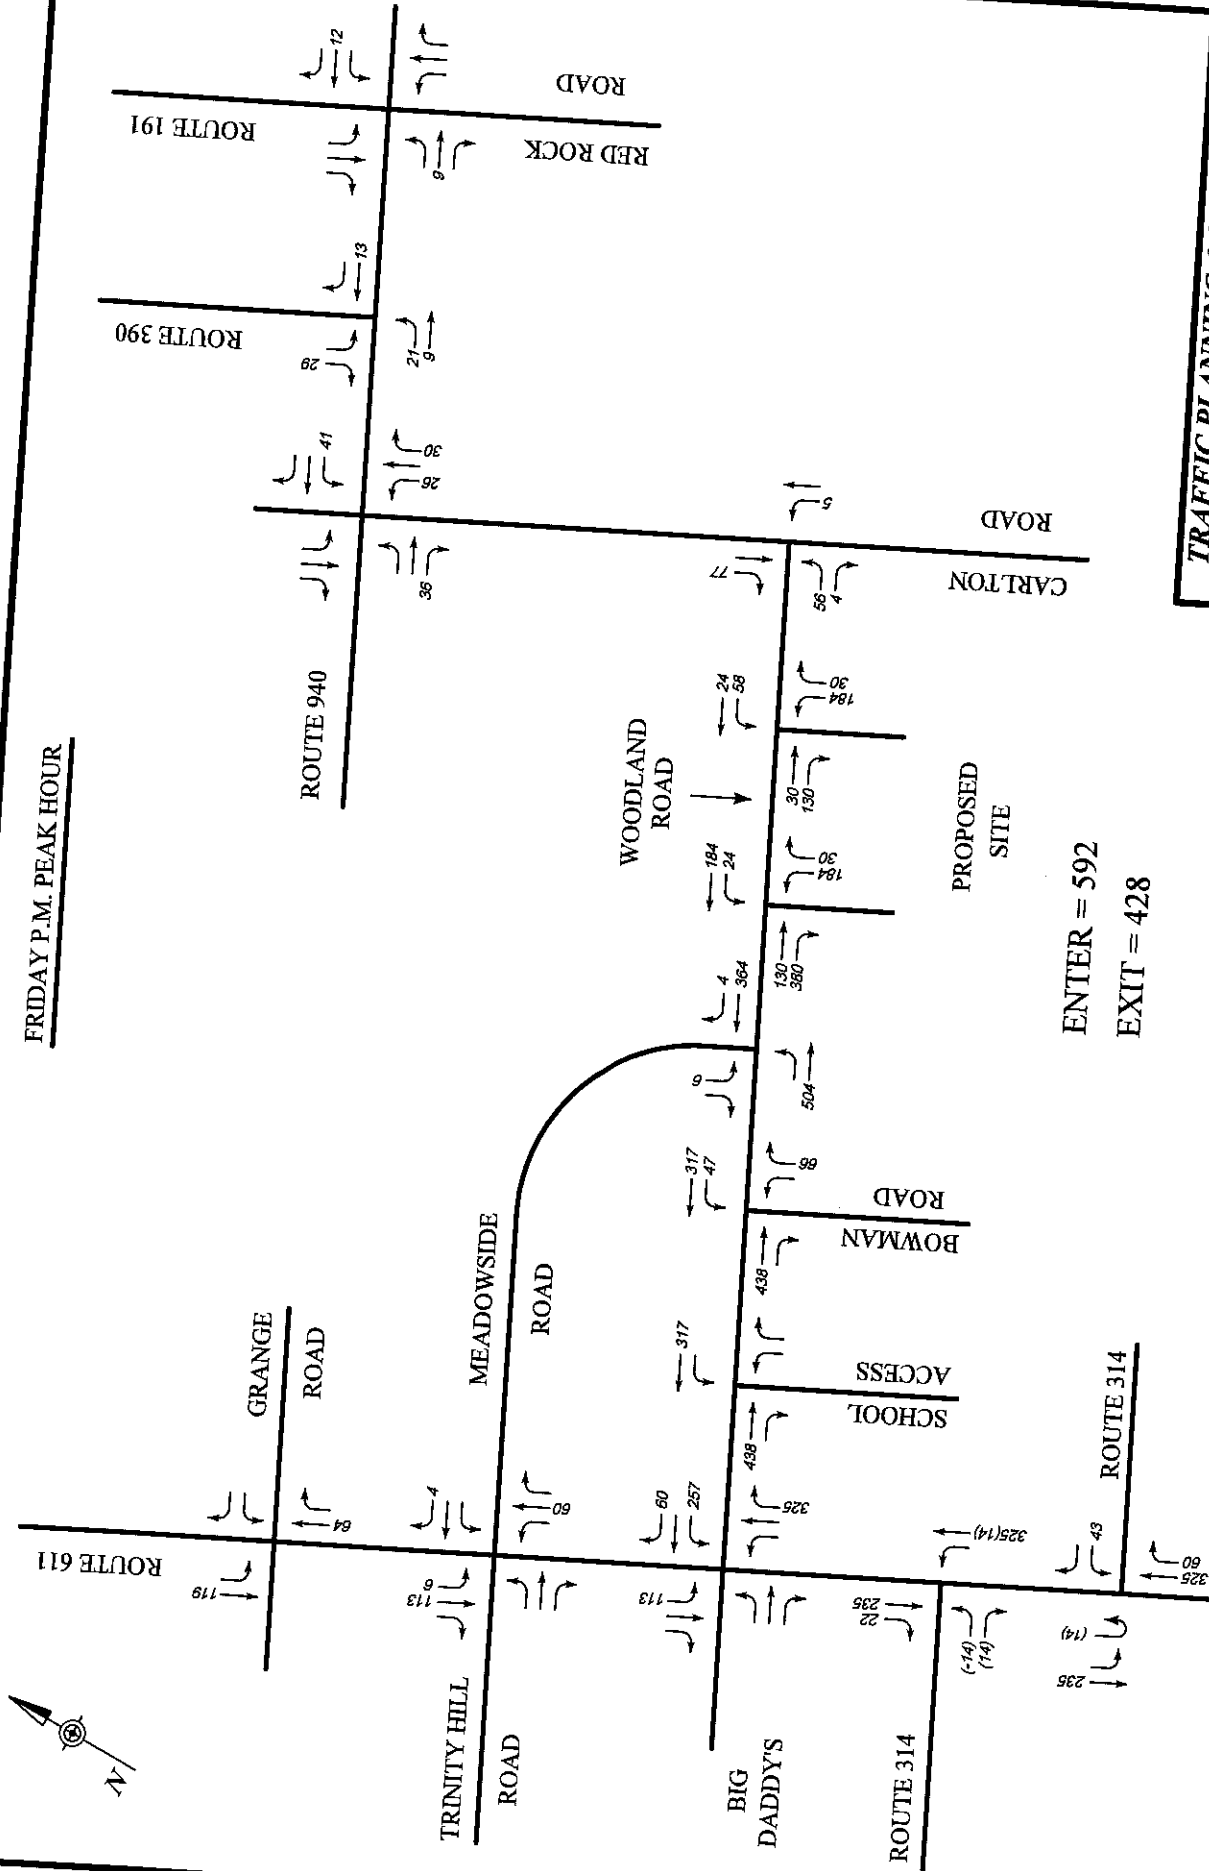 FRIDAY P.M. PEAK HOUR
N
ROUTE 611
GRANGE
ROAD
119
64
TRINITY HILL
ROAD
MEADOWSIDE
ROAD
6
113
4
60
BIG
DADDY'S
113
60
257
325
ROUTE 314
22
235
325(14)
(-14)
(14)
ROUTE 314
43
235
(14)
325
60
SCHOOL
ACCESS
438
317
BOWMAN
ROAD
438
317
47
66
6
4
364
504
WOODLAND
ROAD
184
24
130
380
184
30
24
58
30
130
184
30
PROPOSED
SITE
ENTER = 592
EXIT = 428
CARLTON
ROAD
77
5
56
4
ROUTE 940
41
36
26
30
ROUTE 390
29
13
21
9
ROUTE 191
RED ROCK
ROAD
12
9
TRAFFIC PLANNING